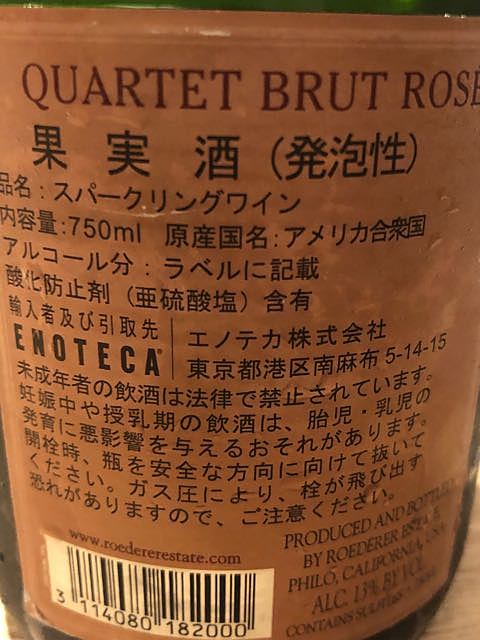 QUARTET BRUT ROSÉ
果実酒(発泡性)
品名:スパークリングワイン
内容量:750ml 原産国名:アメリカ合衆国
アルコール分:ラベルに記載
酸化防止剤(亜硫酸塩)含有
輸入者及び引取先
ENOTECA
エノテカ株式会社
東京都港区南麻布5-14-15
未成年者の飲酒は法律で禁止されています。
妊娠中や授乳期の飲酒は、胎児・乳児の
発育に悪影響を与えるおそれがあります。
開栓時、瓶を安全な方向に向けて抜いて
ください。ガス圧により、栓が飛び出す
恐れがありますので、ご注意ください。
www.roedererestate.com
PRODUCED AND BOTTLED
BY ROEDERER ESTATE
PHILO, CALIFORNIA, USA
ALC. 13% BY VOL
CONTAINS SULFITES
3 114080 182000